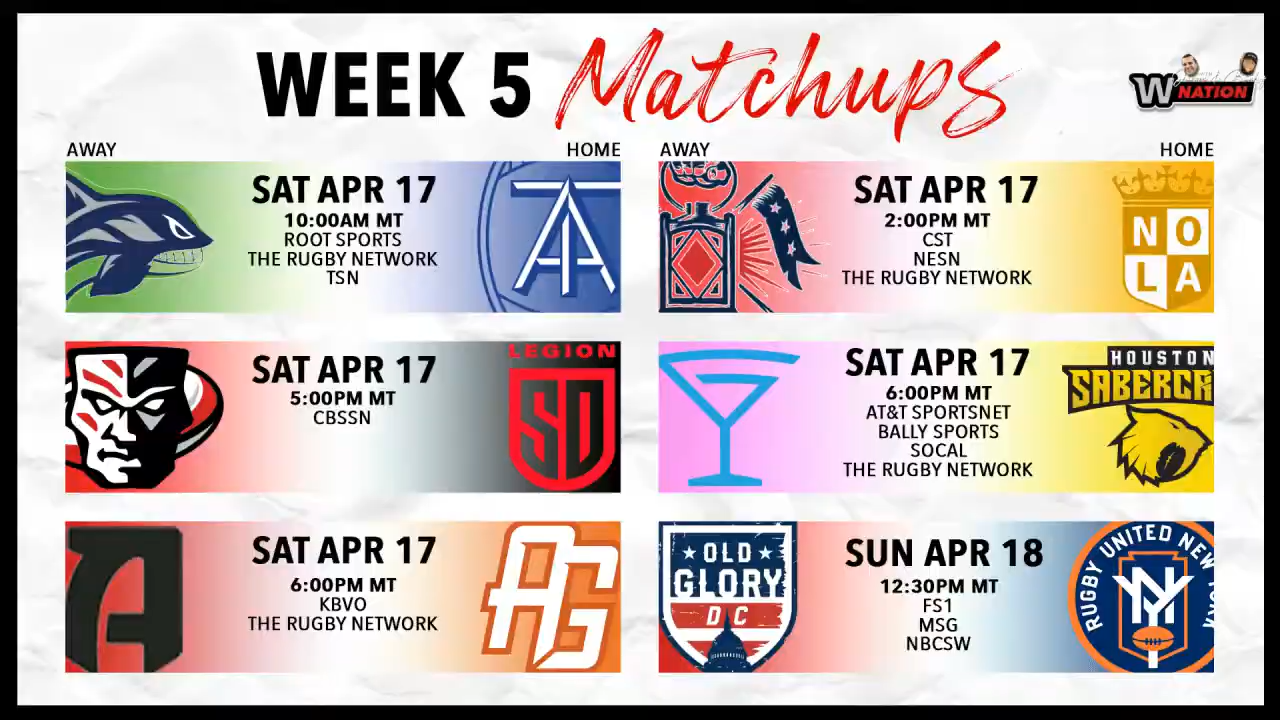 WEEK 5 Matchups
W NATION
AWAY HOME
SAT APR 17
10:00AM MT
ROOT SPORTS
THE RUGBY NETWORK
TSN
TA
AWAY HOME
SAT APR 17
2:00PM MT
CST
NESN
THE RUGBY NETWORK
NO
LA
SAT APR 17
5:00PM MT
CBSSN
LEGION
SD
SAT APR 17
6:00PM MT
AT&T SPORTSNET
BALLY SPORTS
SOCAL
THE RUGBY NETWORK
HOUSTON
SABERCA
A
SAT APR 17
6:00PM MT
KBVO
THE RUGBY NETWORK
AG
OLD
GLORY
DC
SUN APR 18
12:30PM MT
FS1
MSG
NBCSW
RUGBY UNITED NEW YORK
NY